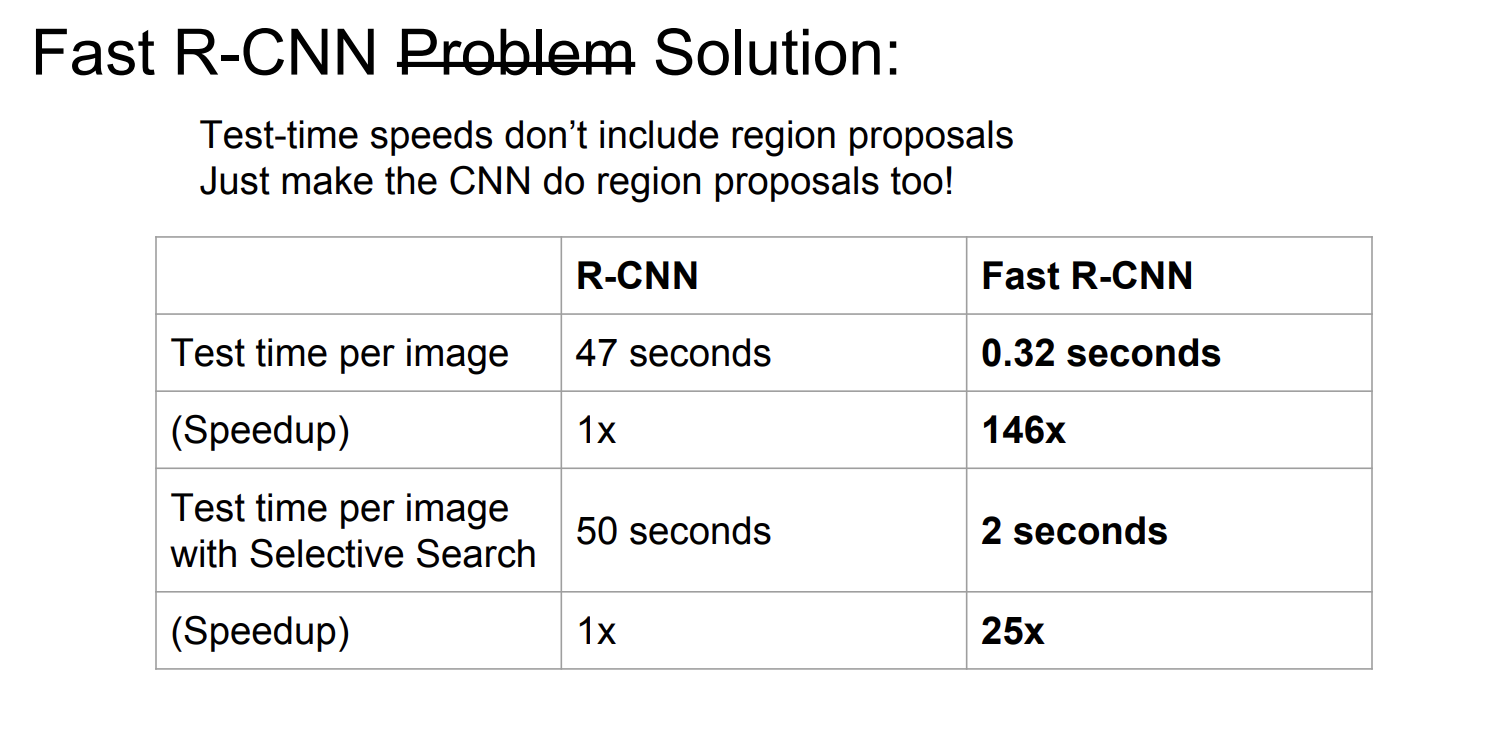 Fast R-CNN Problem Solution:
Test-time speeds don’t include region proposals
Just make the CNN do region proposals too!
R-CNN Fast R-CNN
Test time per image 47 seconds 0.32 seconds
(Speedup) 1x 146x
Test time per image
with Selective Search 50 seconds 2 seconds
(Speedup) 1x 25x